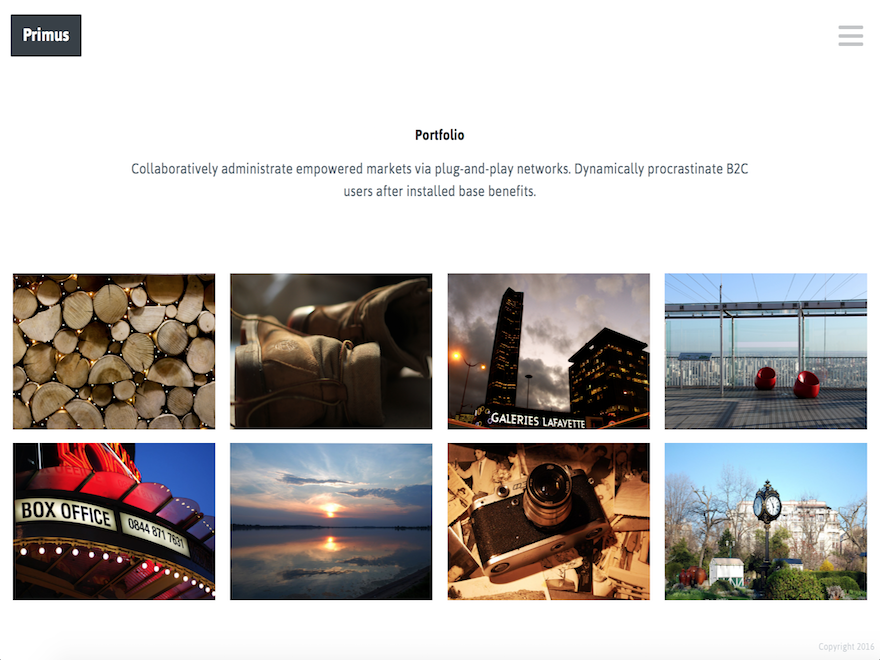 Primus
Portfolio
Collaboratively administrate empowered markets via plug-and-play networks. Dynamically procrastinate B2C
users after installed base benefits.
GALERIES LAFAYETTE
BOX OFFICE
0844 871 7631
Copyright 2016